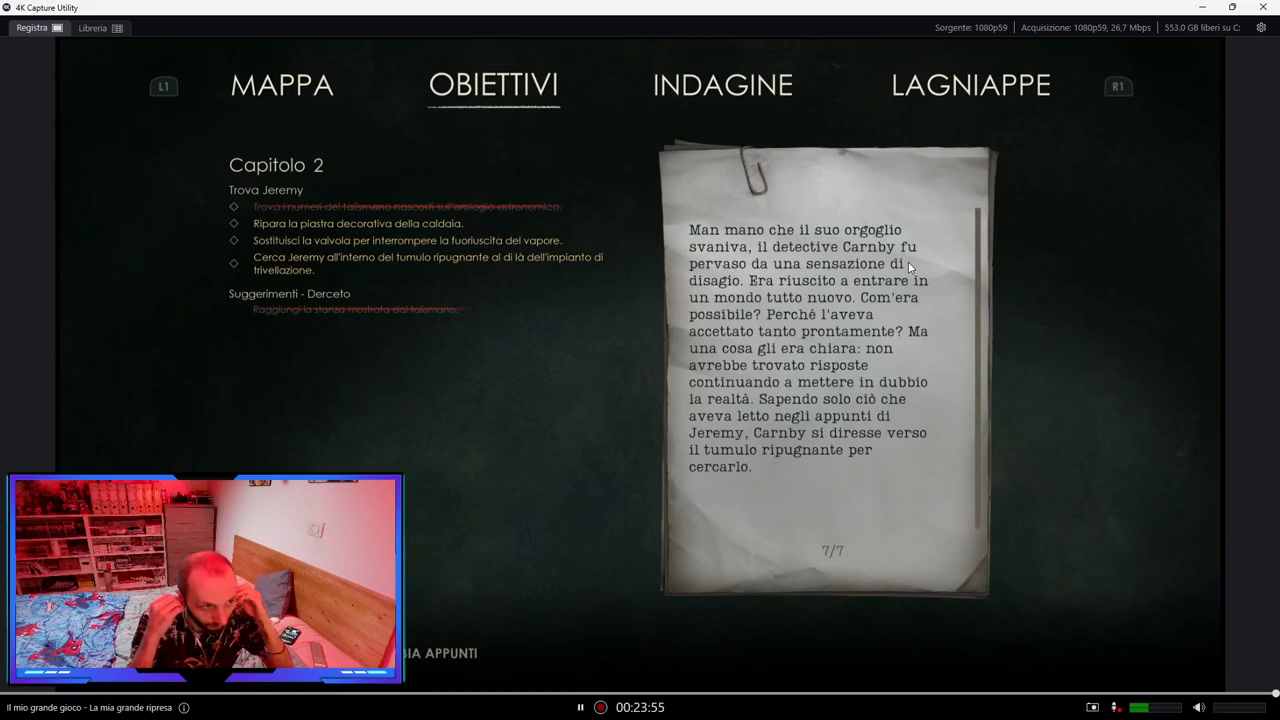 4K Capture Utility
Registra
Libreria
Sorgente: 1080p59 | Acquisizione: 1080p59, 26,7 Mbps | 553.0 GB liberi su C:
L1
MAPPA
OBIETTIVI
INDAGINE
LAGNIAPPE
R1
Capitolo 2
Trova Jeremy
Trova i numeri del talismano nascosti sull'orologio astronomico.
Ripara la piastra decorativa della caldaia.
Sostituisci la valvola per interrompere la fuoriuscita del vapore.
Cerca Jeremy all'interno del tumulo ripugnante al di là dell'impianto di
trivellazione.
Suggerimenti - Derceto
Raggiungi la stanza mostrata dal talismano.
Man mano che il suo orgoglio
svaniva, il detective Carnby fu
pervaso da una sensazione di
disagio. Era riuscito a entrare in
un mondo tutto nuovo. Com'era
possibile? Perché l'aveva
accettato tanto prontamente? Ma
una cosa gli era chiara: non
avrebbe trovato risposte
continuando a mettere in dubbio
la realtà. Sapendo solo ciò che
aveva letto negli appunti di
Jeremy, Carnby si diresse verso
il tumulo ripugnante per
cercarlo.
7/7
APPUNTI
Il mio grande gioco - La mia grande ripresa
00:23:55